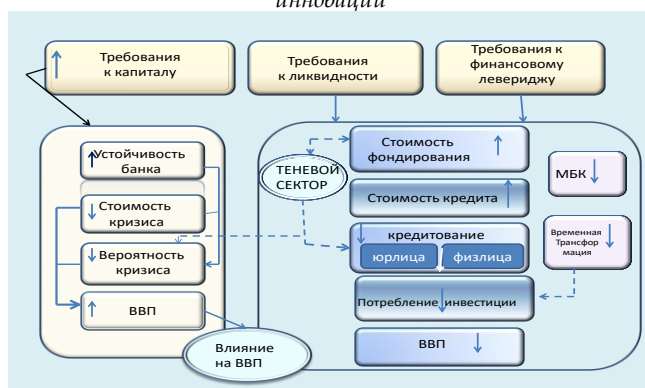 инновации
Требования
к капиталу
Требования
к ликвидности
Требования к
финансовому
левериджу
Устойчивость
банка
Стоимость
кризиса
Вероятность
кризиса
ВВП
ТЕНЕВОЙ
СЕКТОР
Стоимость
фондирования
Стоимость кредита
кредитование
юрлица физлица
Потребление инвестиции
ВВП
МБК
Временная
Трансфор
мация
Влияние
на ВВП